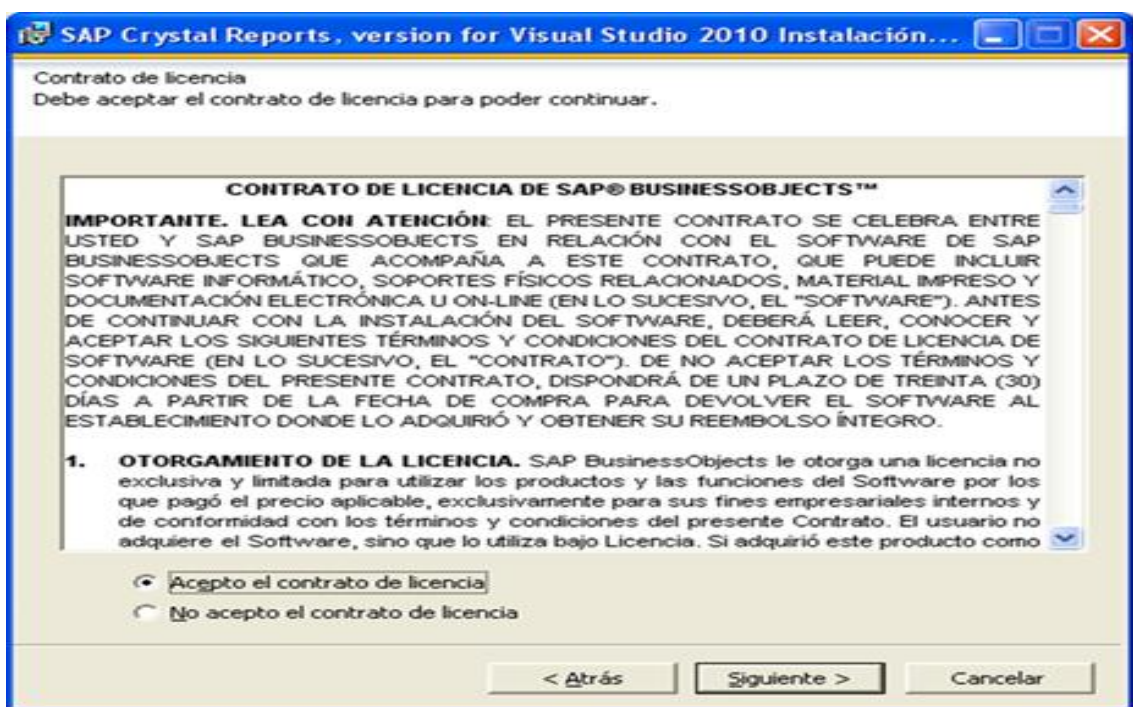 SAP Crystal Reports, version for Visual Studio 2010 Instalación...
Contrato de licencia
Debe aceptar el contrato de licencia para poder continuar.
CONTRATO DE LICENCIA DE SAP® BUSINESSOBJECTS™
IMPORTANTE. LEA CON ATENCIÓN: EL PRESENTE CONTRATO SE CELEBRA ENTRE
USTED Y SAP BUSINESSOBJECTS EN RELACIÓN CON EL SOFTWARE DE SAP
BUSINESSOBJECTS QUE ACOMPAÑA A ESTE CONTRATO, QUE PUEDE INCLUIR
SOFTWARE INFORMÁTICO, SOPORTES FÍSICOS RELACIONADOS, MATERIAL IMPRESO Y
DOCUMENTACIÓN ELECTRÓNICA U ON-LINE (EN LO SUCESIVO, EL "SOFTWARE"). ANTES
DE CONTINUAR CON LA INSTALACIÓN DEL SOFTWARE, DEBERÁ LEER, CONOCER Y
ACEPTAR LOS SIGUIENTES TÉRMINOS Y CONDICIONES DEL CONTRATO DE LICENCIA DE
SOFTWARE (EN LO SUCESIVO, EL "CONTRATO"). DE NO ACEPTAR LOS TÉRMINOS Y
CONDICIONES DEL PRESENTE CONTRATO, DISPONDRÁ DE UN PLAZO DE TREINTA (30)
DÍAS A PARTIR DE LA FECHA DE COMPRA PARA DEVOLVER EL SOFTWARE AL
ESTABLECIMIENTO DONDE LO ADQUIRIÓ Y OBTENER SU REEMBOLSO ÍNTEGRO.
1. OTORGAMIENTO DE LA LICENCIA. SAP BusinessObjects le otorga una licencia no
exclusiva y limitada para utilizar los productos y las funciones del Software por los
que pagó el precio aplicable, exclusivamente para sus fines empresariales internos y
de conformidad con los términos y condiciones del presente Contrato. El usuario no
adquiere el Software, sino que lo utiliza bajo Licencia. Si adquirió este producto como
Acepto el contrato de licencia
No acepto el contrato de licencia
< Atrás
Siguiente >
Cancelar